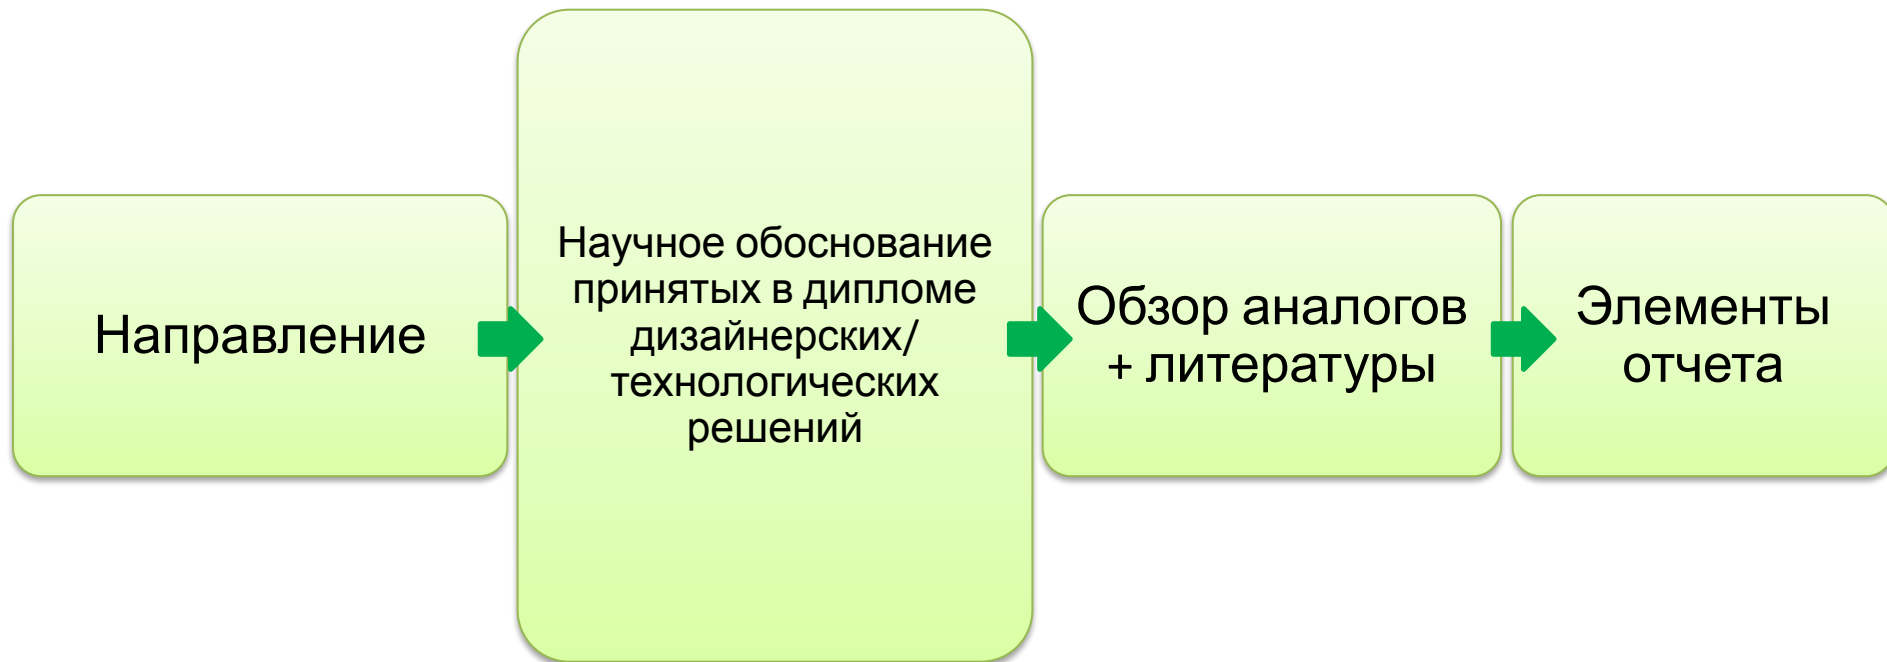 Направление
Научное обоснование
принятых в дипломе
дизайнерских/
технологических
решений
Обзор аналогов
+ литературы
Элементы
отчета